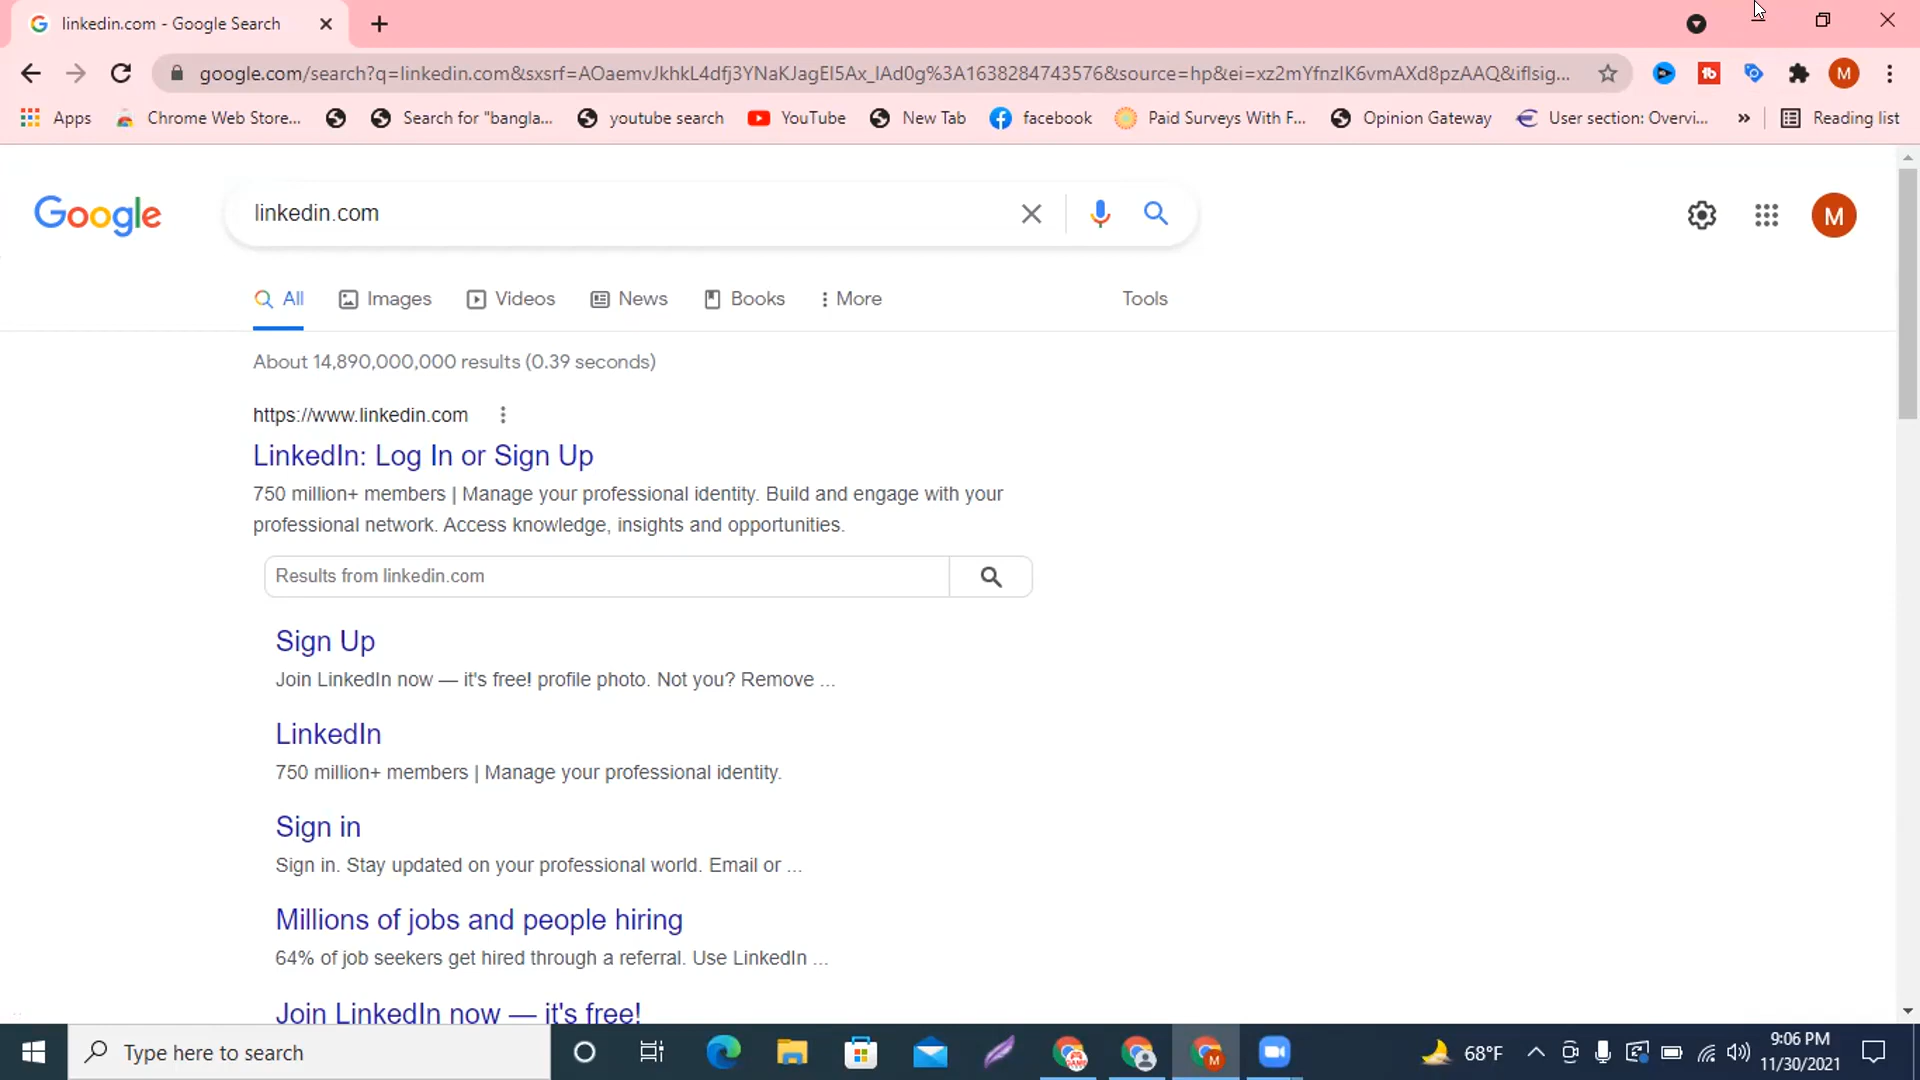 linkedin.com - Google Search
google.com/search?q=linkedin.com&sxsrf=AOaemvJkhkL4dfj3YNaKJagEI5Ax_lAd0g%3A1638284743576&source=hp&ei=xz2mYfnzIK6vmAXd8pzAAQ&iflsig...
M
Apps Chrome Web Store... Search for "bangla... youtube search YouTube New Tab facebook Paid Surveys With F... Opinion Gateway User section: Overvi... » Reading list
Google linkedin.com M
All Images Videos News Books More Tools
About 14,890,000,000 results (0.39 seconds)
https://www.linkedin.com
LinkedIn: Log In or Sign Up
750 million+ members | Manage your professional identity. Build and engage with your
professional network. Access knowledge, insights and opportunities.
Results from linkedin.com
Sign Up
Join LinkedIn now — it's free! profile photo. Not you? Remove ...
LinkedIn
750 million+ members | Manage your professional identity.
Sign in
Sign in. Stay updated on your professional world. Email or ...
Millions of jobs and people hiring
64% of job seekers get hired through a referral. Use LinkedIn ...
Join LinkedIn now — it's free!
Type here to search M 68°F 9:06 PM
11/30/2021